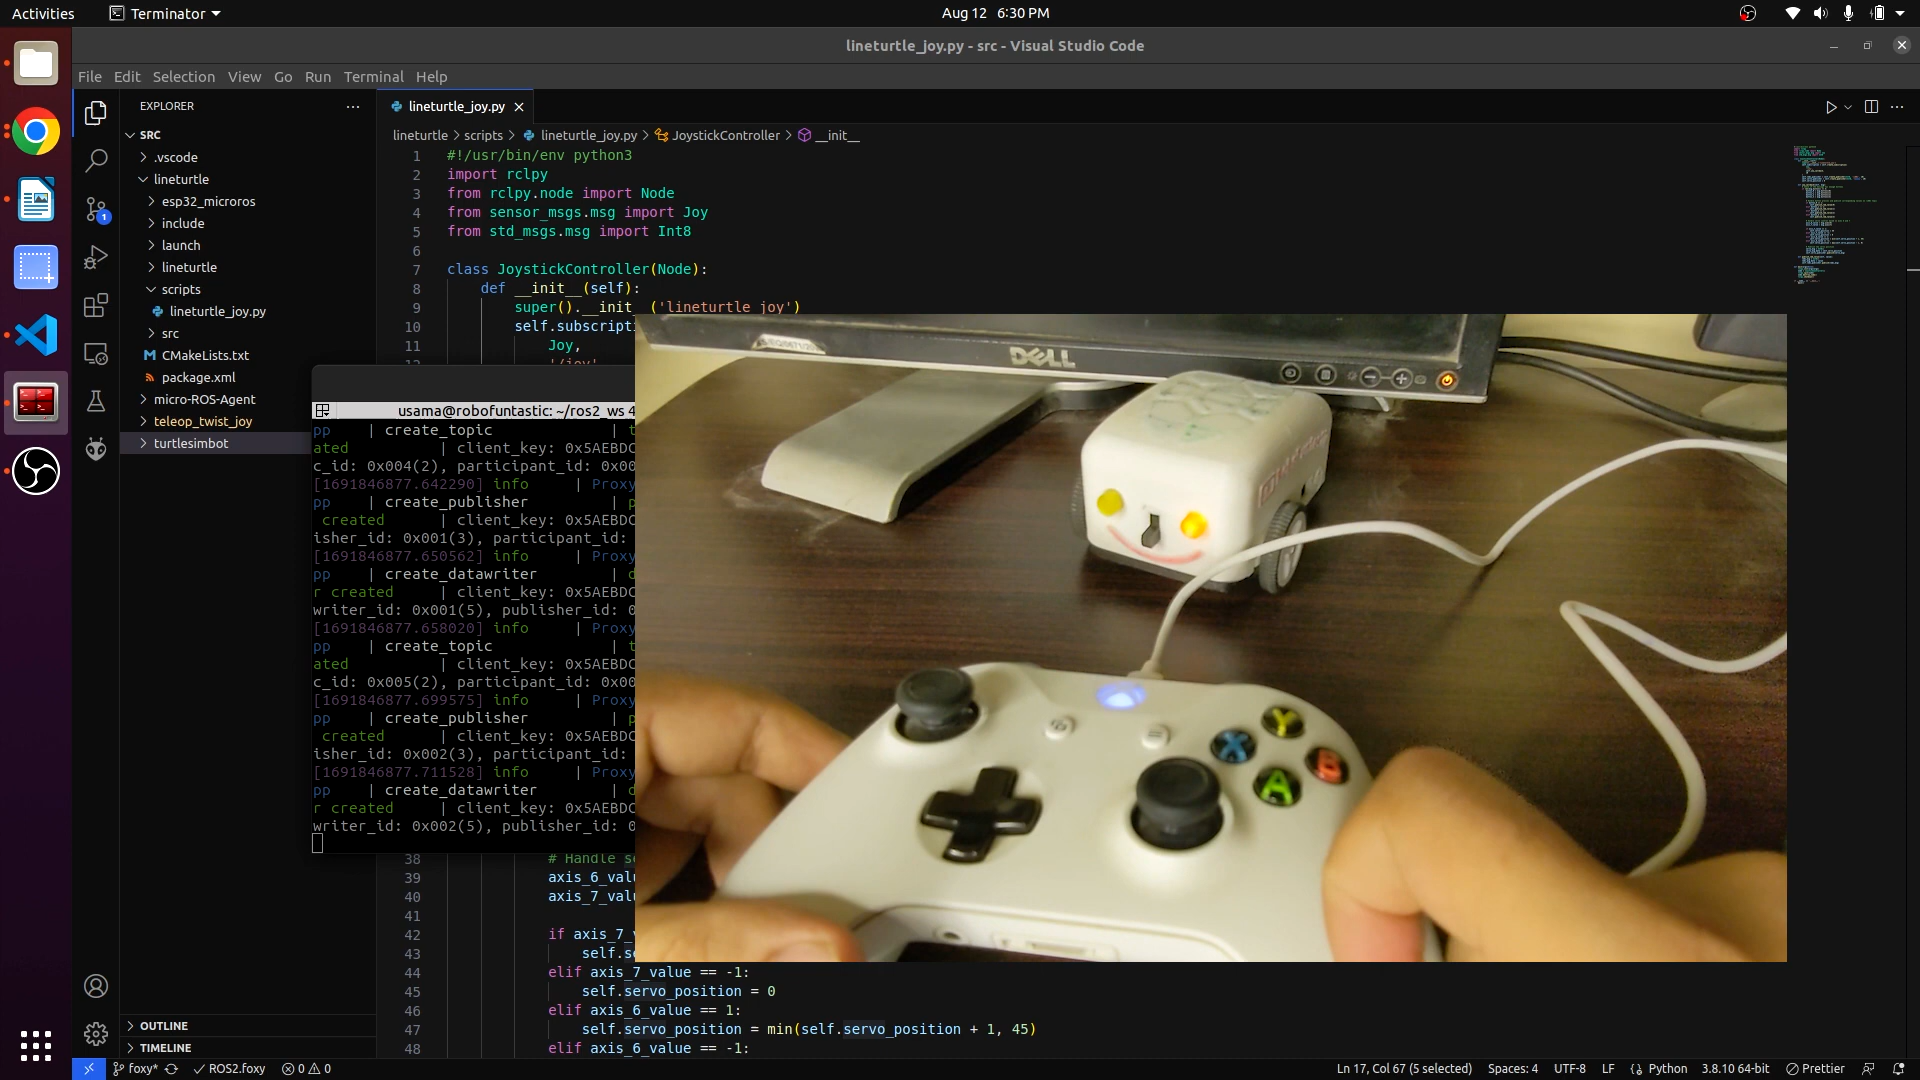 Activities
Terminator
Aug 12 6:30 PM
lineturtle_joy.py - src - Visual Studio Code
File Edit Selection View Go Run Terminal Help
EXPLORER
SRC
.vscode
lineturtle
esp32_microros
include
launch
lineturtle
scripts
lineturtle_joy.py
src
CMakeLists.txt
package.xml
micro-ROS-Agent
teleop_twist_joy
turtlesimbot
OUTLINE
TIMELINE
lineturtle_joy.py
lineturtle > scripts > lineturtle_joy.py > JoystickController > __init__
1 #!/usr/bin/env python3
2 import rclpy
3 from rclpy.node import Node
4 from sensor_msgs.msg import Joy
5 from std_msgs.msg import Int8
6
7 class JoystickController(Node):
8 def __init__(self):
9 super().__init__('lineturtle_joy')
10 self.subscripti
11 Joy,
usama@robofuntastic: ~/ros2_ws 4
pp | create_topic | t
ated | client_key: 0x5AEBDC
c_id: 0x004(2), participant_id: 0x00
[1691846877.642290] info | Proxy
pp | create_publisher | p
created | client_key: 0x5AEBDC
isher_id: 0x001(3), participant_id:
[1691846877.650562] info | Proxy
pp | create_datawriter | d
r created | client_key: 0x5AEBDC
writer_id: 0x001(5), publisher_id: 0
[1691846877.658020] info | Proxy
pp | create_topic | t
ated | client_key: 0x5AEBDC
c_id: 0x005(2), participant_id: 0x00
[1691846877.699575] info | Proxy
pp | create_publisher | p
created | client_key: 0x5AEBDC
isher_id: 0x002(3), participant_id:
[1691846877.711528] info | Proxy
pp | create_datawriter | d
r created | client_key: 0x5AEBDC
writer_id: 0x002(5), publisher_id: 0
DELL
Y
X
B
A
38 # Handle se
39 axis_6_valu
40 axis_7_valu
41
42 if axis_7_v
43 self.se
44 elif axis_7_value == -1:
45 self.servo_position = 0
46 elif axis_6_value == 1:
47 self.servo_position = min(self.servo_position + 1, 45)
48 elif axis_6_value == -1:
foxy* ROS2.foxy 0 0
Ln 17, Col 67 (5 selected) Spaces: 4 UTF-8 LF Python 3.8.10 64-bit Prettier